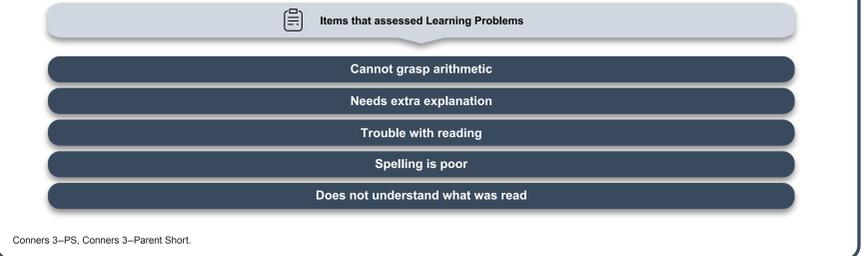 Items that assessed Learning Problems
Cannot grasp arithmetic
Needs extra explanation
Trouble with reading
Spelling is poor
Does not understand what was read
Conners 3–PS, Conners 3–Parent Short.